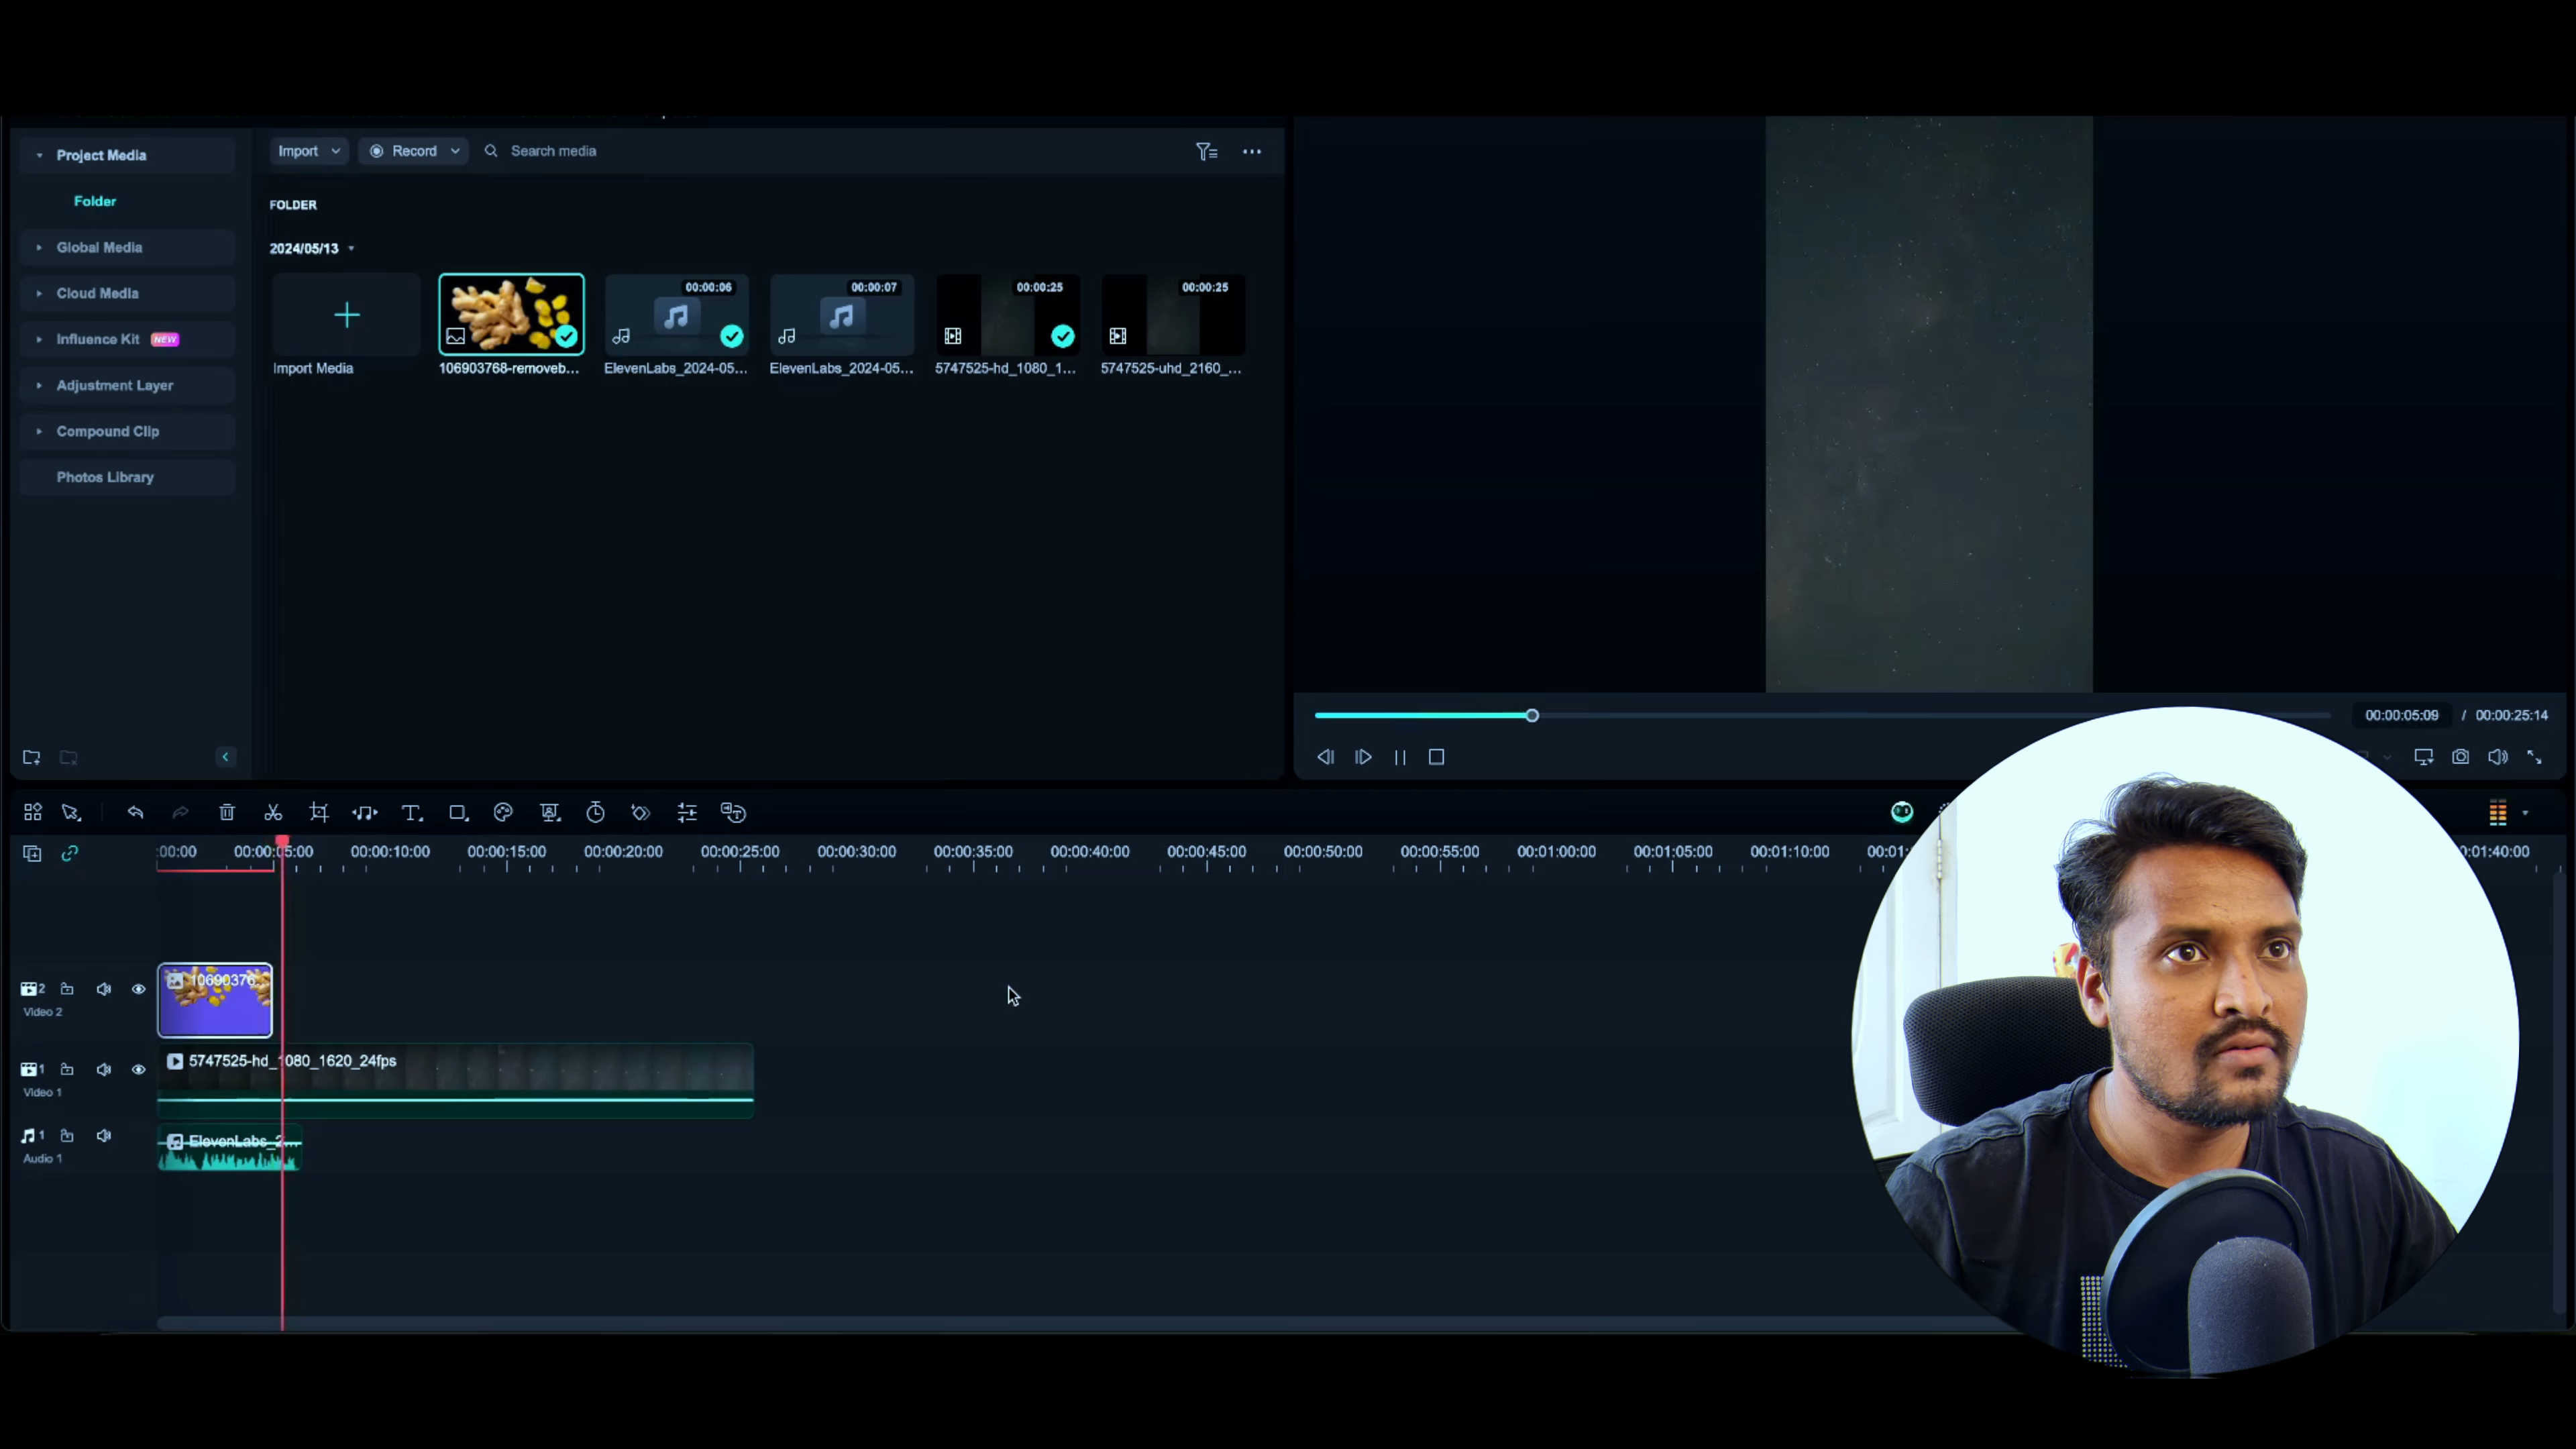 Project Media
Folder
Global Media
Cloud Media
Influence Kit NEW
Adjustment Layer
Compound Clip
Photos Library
Import
Record
Search media
FOLDER
2024/05/13
00:00:06
00:00:07
00:00:25
00:00:25
Import Media
106903768-removeb...
ElevenLabs_2024-05...
ElevenLabs_2024-05...
5747525-hd_1080_1...
5747525-uhd_2160_...
00:00:05:09 / 00:00:25:14
:00:00 00:00:05:00 00:00:10:00 00:00:15:00 00:00:20:00 00:00:25:00 00:00:30:00 00:00:35:00 00:00:40:00 00:00:45:00 00:00:50:00 00:00:55:00 00:01:00:00 00:01:05:00 00:01:10:00 00:01: 0:01:40:00
2
Video 2
10690376
1
Video 1
5747525-hd_1080_1620_24fps
1
Audio 1
ElevenLabs_2...